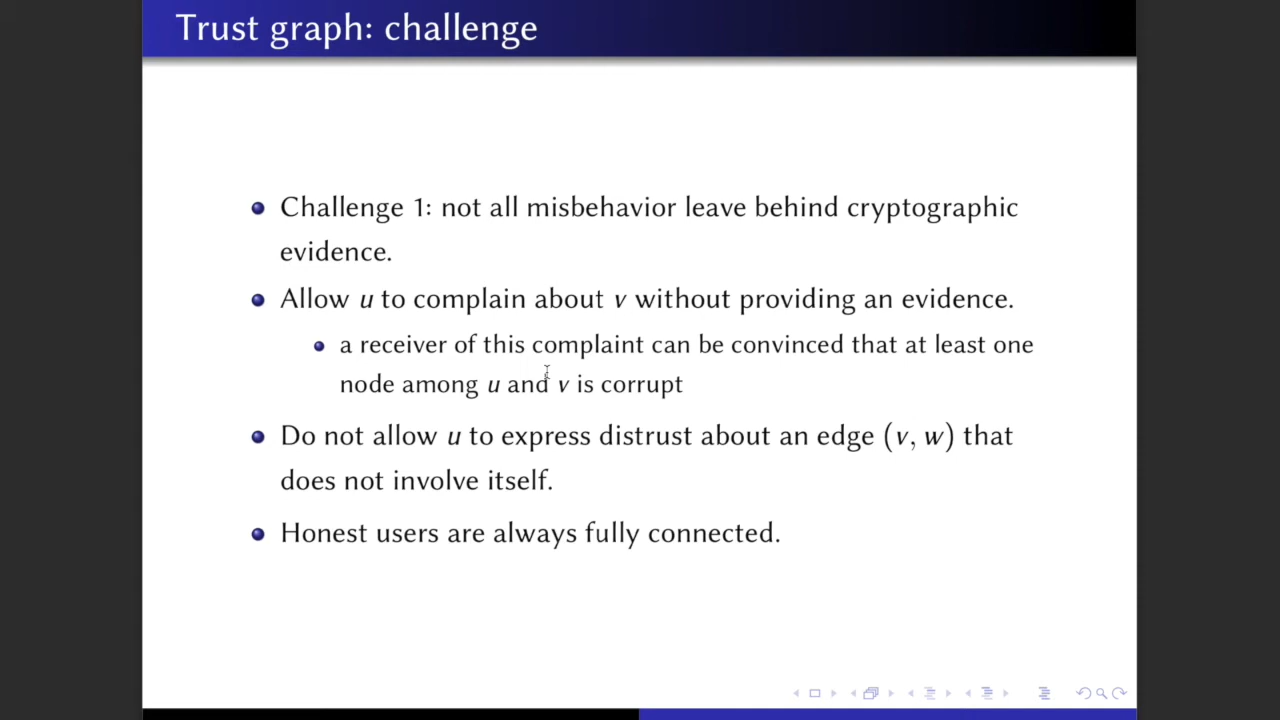 Trust graph: challenge
Challenge 1: not all misbehavior leave behind cryptographic
evidence.
Allow u to complain about v without providing an evidence.
a receiver of this complaint can be convinced that at least one
node among u and v is corrupt
Do not allow u to express distrust about an edge (v, w) that
does not involve itself.
Honest users are always fully connected.